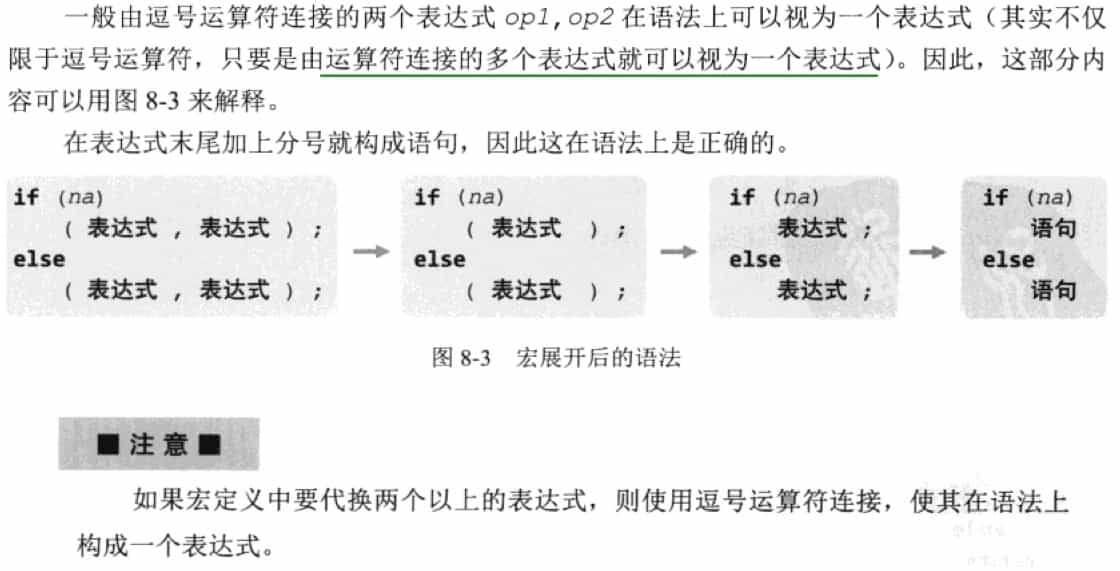 一般由逗号运算符连接的两个表达式 op1,op2 在语法上可以视为一个表达式（其实不仅
限于逗号运算符，只要是由运算符连接的多个表达式就可以视为一个表达式）。因此，这部分内
容可以用图 8-3 来解释。
在表达式末尾加上分号就构成语句，因此这在语法上是正确的。
if (na)
( 表达式 , 表达式 ) ;
else
( 表达式 , 表达式 ) ;
if (na)
( 表达式 ) ;
else
( 表达式 ) ;
if (na)
表达式 ;
else
表达式 ;
if (na)
语句
else
语句
图 8-3 宏展开后的语法
■ 注意 ■
如果宏定义中要代换两个以上的表达式，则使用逗号运算符连接，使其在语法上
构成一个表达式。